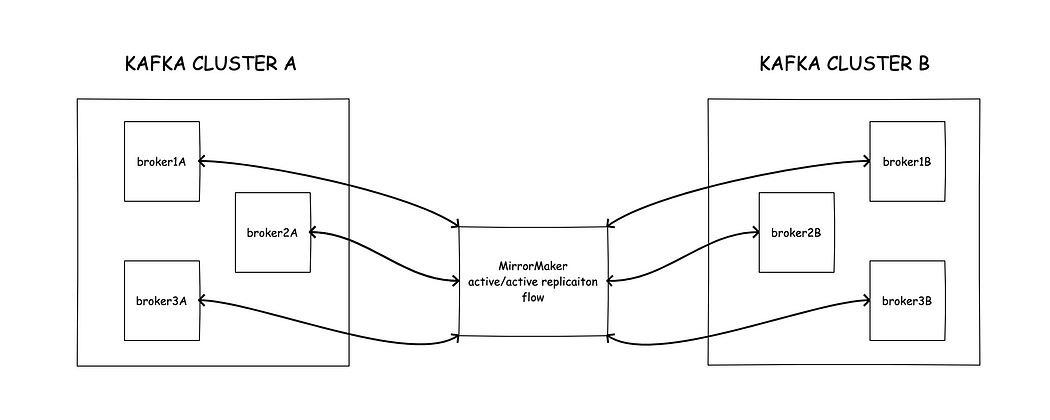 KAFKA CLUSTER A
KAFKA CLUSTER B
broker1A
broker2A
broker3A
MirrorMaker
active/active replicaiton
flow
broker1B
broker2B
broker3B